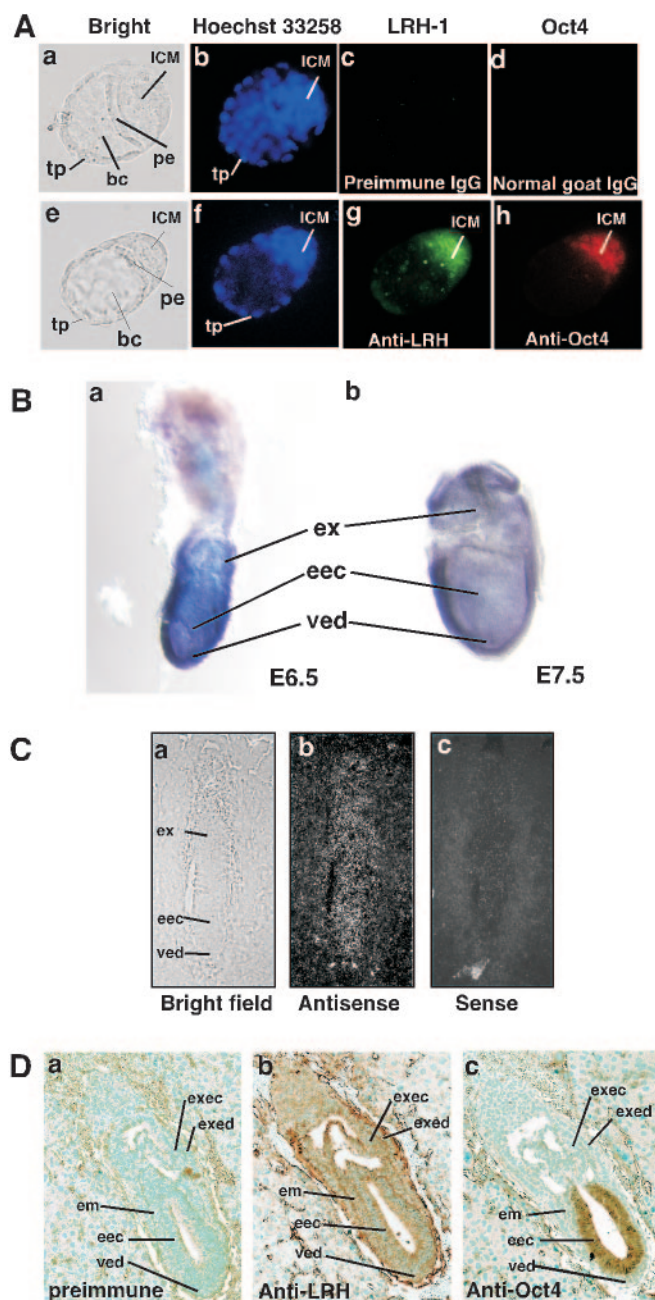 A
Bright Hoechst 33258 LRH-1 Oct4
a b c d
ICM ICM
tp bc pe tp Preimmune IgG Normal goat IgG
e f g h
ICM ICM ICM ICM
tp bc pe tp Anti-LRH Anti-Oct4
B
a b
ex
eec
ved
E6.5 E7.5
C
a b c
ex
eec
ved
Bright field Antisense Sense
D
a b c
exec exec exec
exed exed exed
em em em
eec eec eec
ved ved ved
preimmune Anti-LRH Anti-Oct4